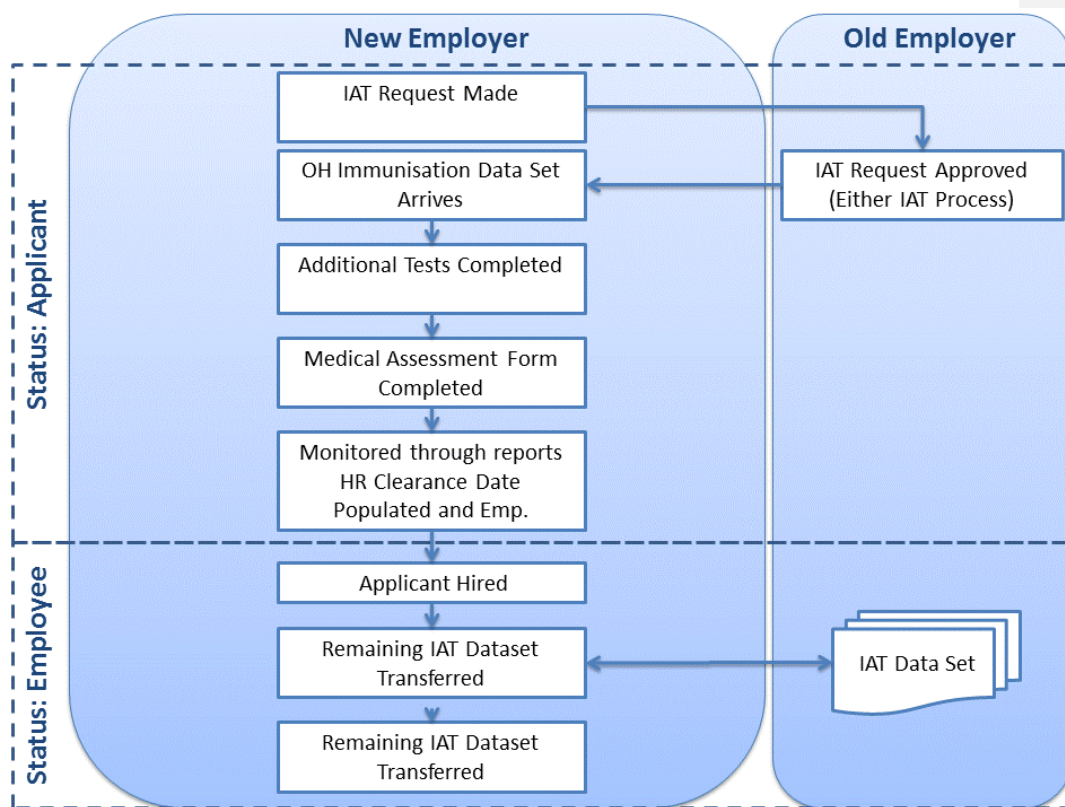 New Employer
Old Employer
Status: Applicant
IAT Request Made
OH Immunisation Data Set
Arrives
IAT Request Approved
(Either IAT Process)
Additional Tests Completed
Medical Assessment Form
Completed
Monitored through reports
HR Clearance Date
Populated and Emp.
Status: Employee
Applicant Hired
Remaining IAT Dataset
Transferred
IAT Data Set
Remaining IAT Dataset
Transferred